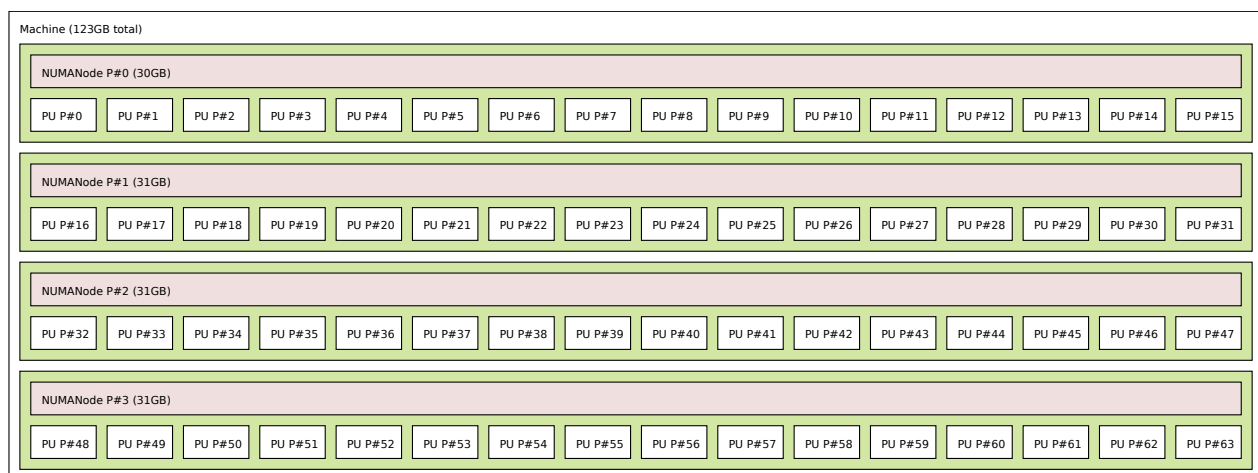 Machine (123GB total)
NUMANode P#0 (30GB)
PU P#0 PU P#1 PU P#2 PU P#3 PU P#4 PU P#5 PU P#6 PU P#7 PU P#8 PU P#9 PU P#10 PU P#11 PU P#12 PU P#13 PU P#14 PU P#15
NUMANode P#1 (31GB)
PU P#16 PU P#17 PU P#18 PU P#19 PU P#20 PU P#21 PU P#22 PU P#23 PU P#24 PU P#25 PU P#26 PU P#27 PU P#28 PU P#29 PU P#30 PU P#31
NUMANode P#2 (31GB)
PU P#32 PU P#33 PU P#34 PU P#35 PU P#36 PU P#37 PU P#38 PU P#39 PU P#40 PU P#41 PU P#42 PU P#43 PU P#44 PU P#45 PU P#46 PU P#47
NUMANode P#3 (31GB)
PU P#48 PU P#49 PU P#50 PU P#51 PU P#52 PU P#53 PU P#54 PU P#55 PU P#56 PU P#57 PU P#58 PU P#59 PU P#60 PU P#61 PU P#62 PU P#63